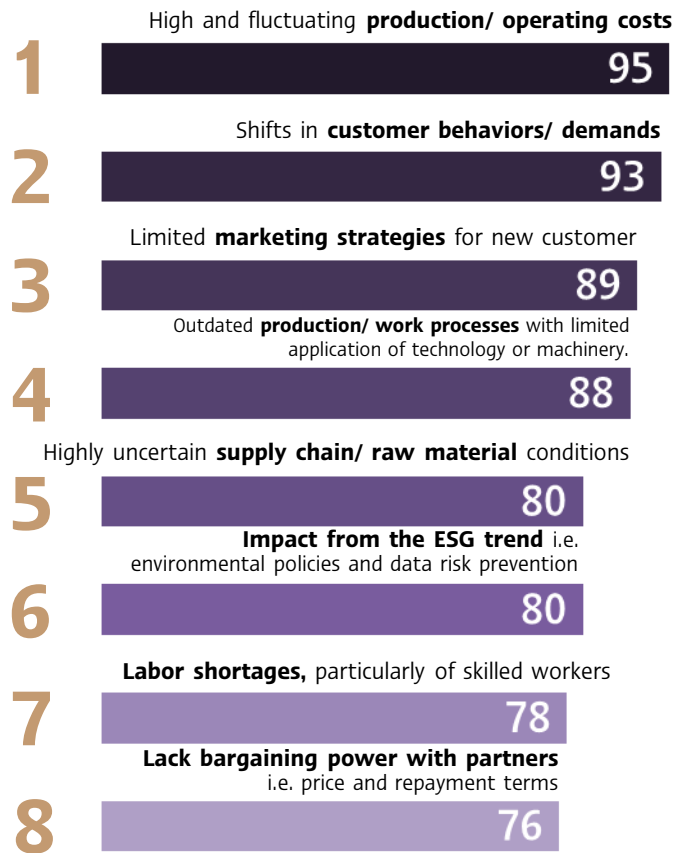 High and fluctuating production/ operating costs
1
95
Shifts in customer behaviors/ demands
2
93
Limited marketing strategies for new customer
3
89
Outdated production/ work processes with limited
application of technology or machinery.
4
88
Highly uncertain supply chain/ raw material conditions
5
80
Impact from the ESG trend i.e.
environmental policies and data risk prevention
6
80
Labor shortages, particularly of skilled workers
7
78
Lack bargaining power with partners
i.e. price and repayment terms
8
76